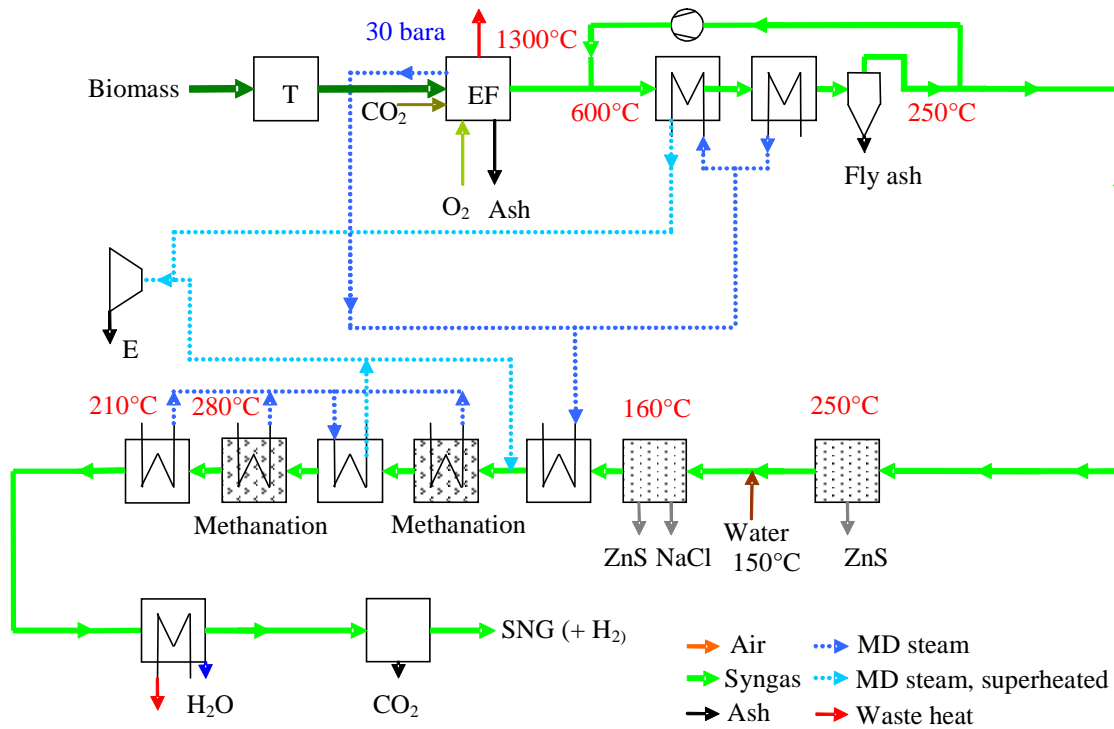 30 bara
1300°C
Biomass
T
EF
CO₂
600°C
250°C
Fly ash
O₂
Ash
E
210°C
280°C
160°C
250°C
Methanation
Methanation
Water
150°C
ZnS
NaCl
ZnS
SNG (+ H₂)
H₂O
CO₂
Air
MD steam
Syngas
MD steam, superheated
Ash
Waste heat